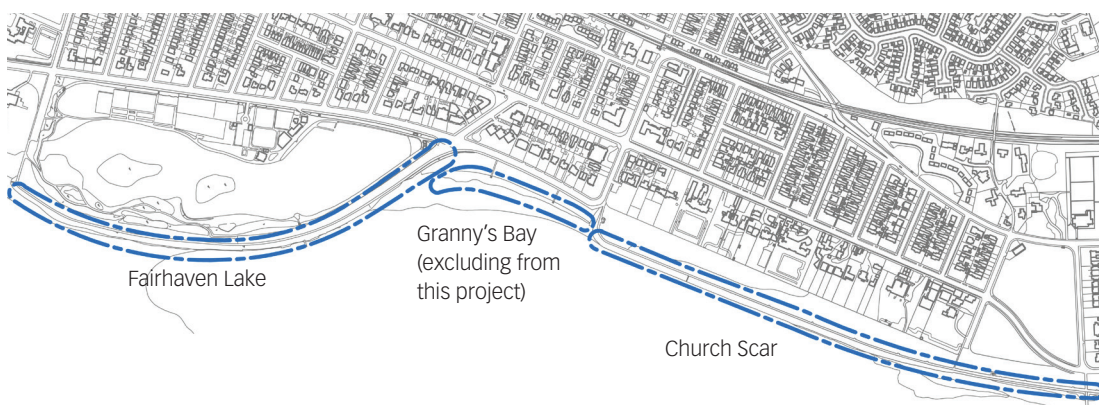 Fairhaven Lake
Granny's Bay
(excluding from
this project)
Church Scar